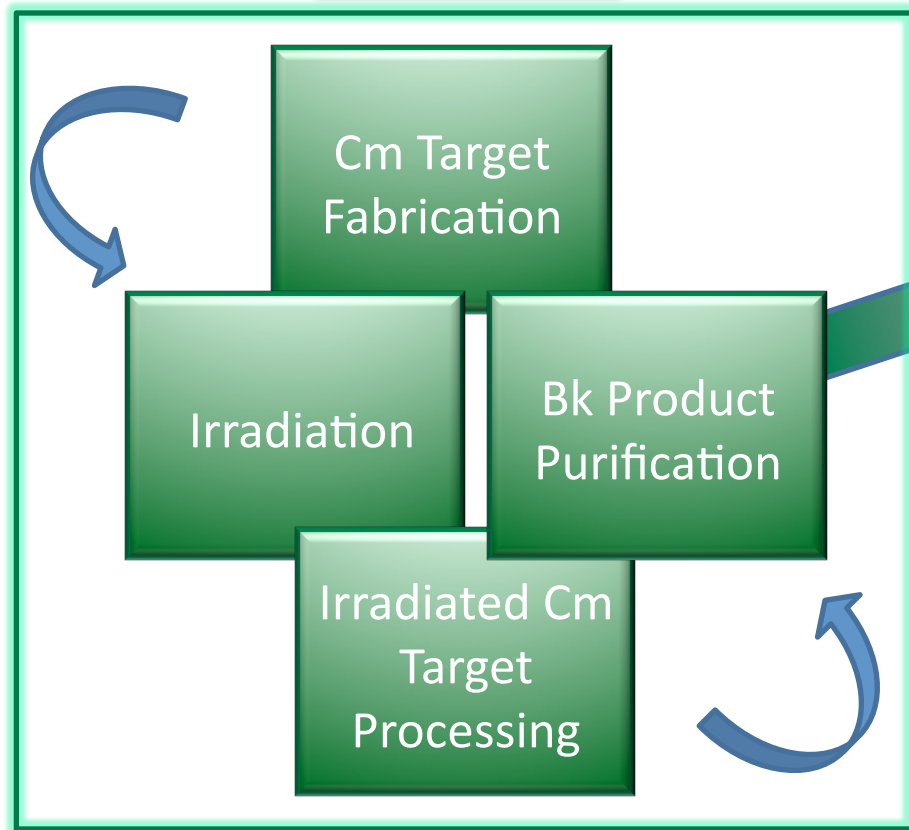 Cm Target
Fabrication
Irradiation
Bk Product
Purification
Irradiated Cm
Target
Processing